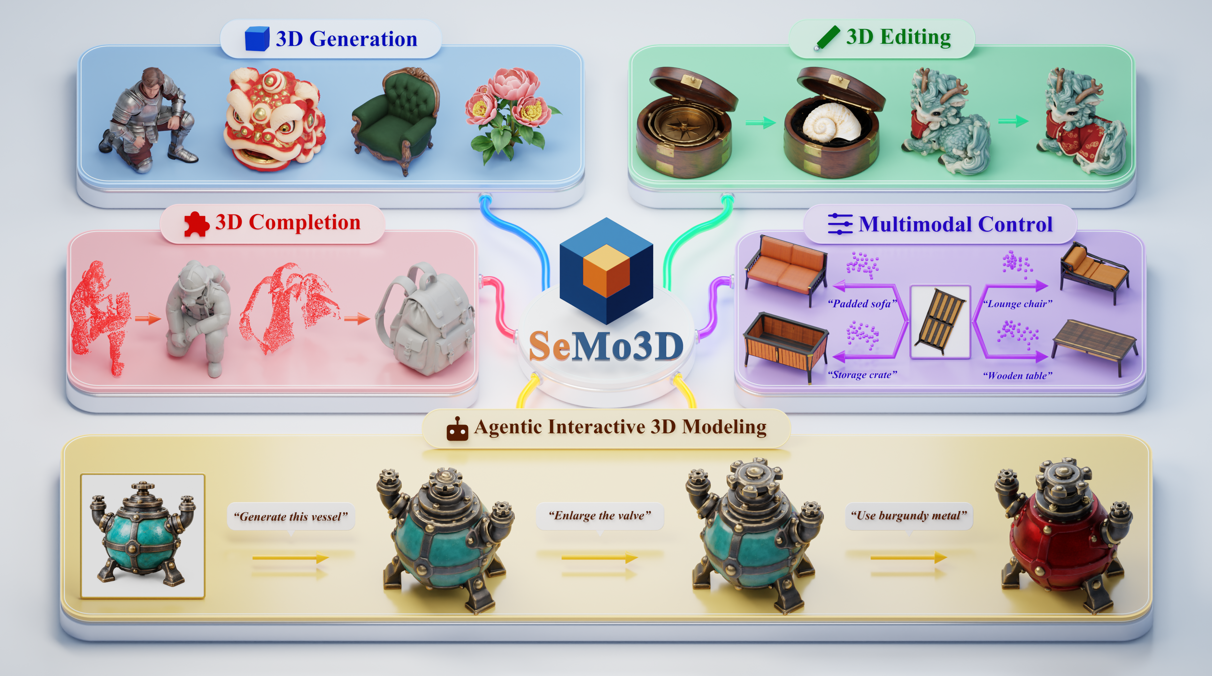 3D Generation
3D Editing
3D Completion
Multimodal Control
“Padded sofa”
“Lounge chair”
“Storage crate”
“Wooden table”
SeMo3D
Agentic Interactive 3D Modeling
“Generate this vessel”
“Enlarge the valve”
“Use burgundy metal”